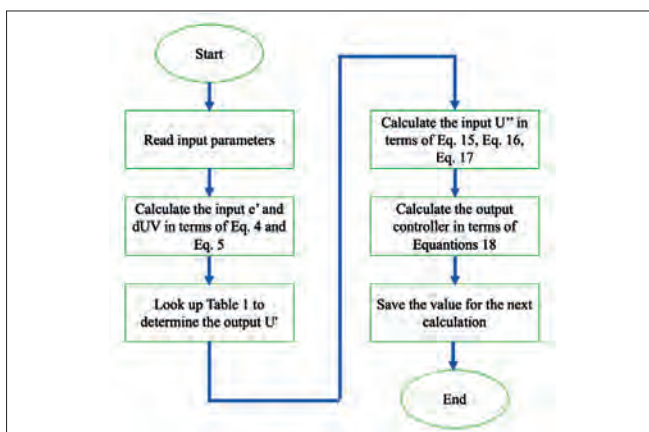 Start
Read input parameters
Calculate the input e' and
dUV in terms of Eq. 4 and
Eq. 5
Look up Table 1 to
determine the output U'
Calculate the input U'' in
terms of Eq. 15, Eq. 16,
Eq. 17
Calculate the output
controller in terms of
Equantions 18
Save the value for the next
calculation
End